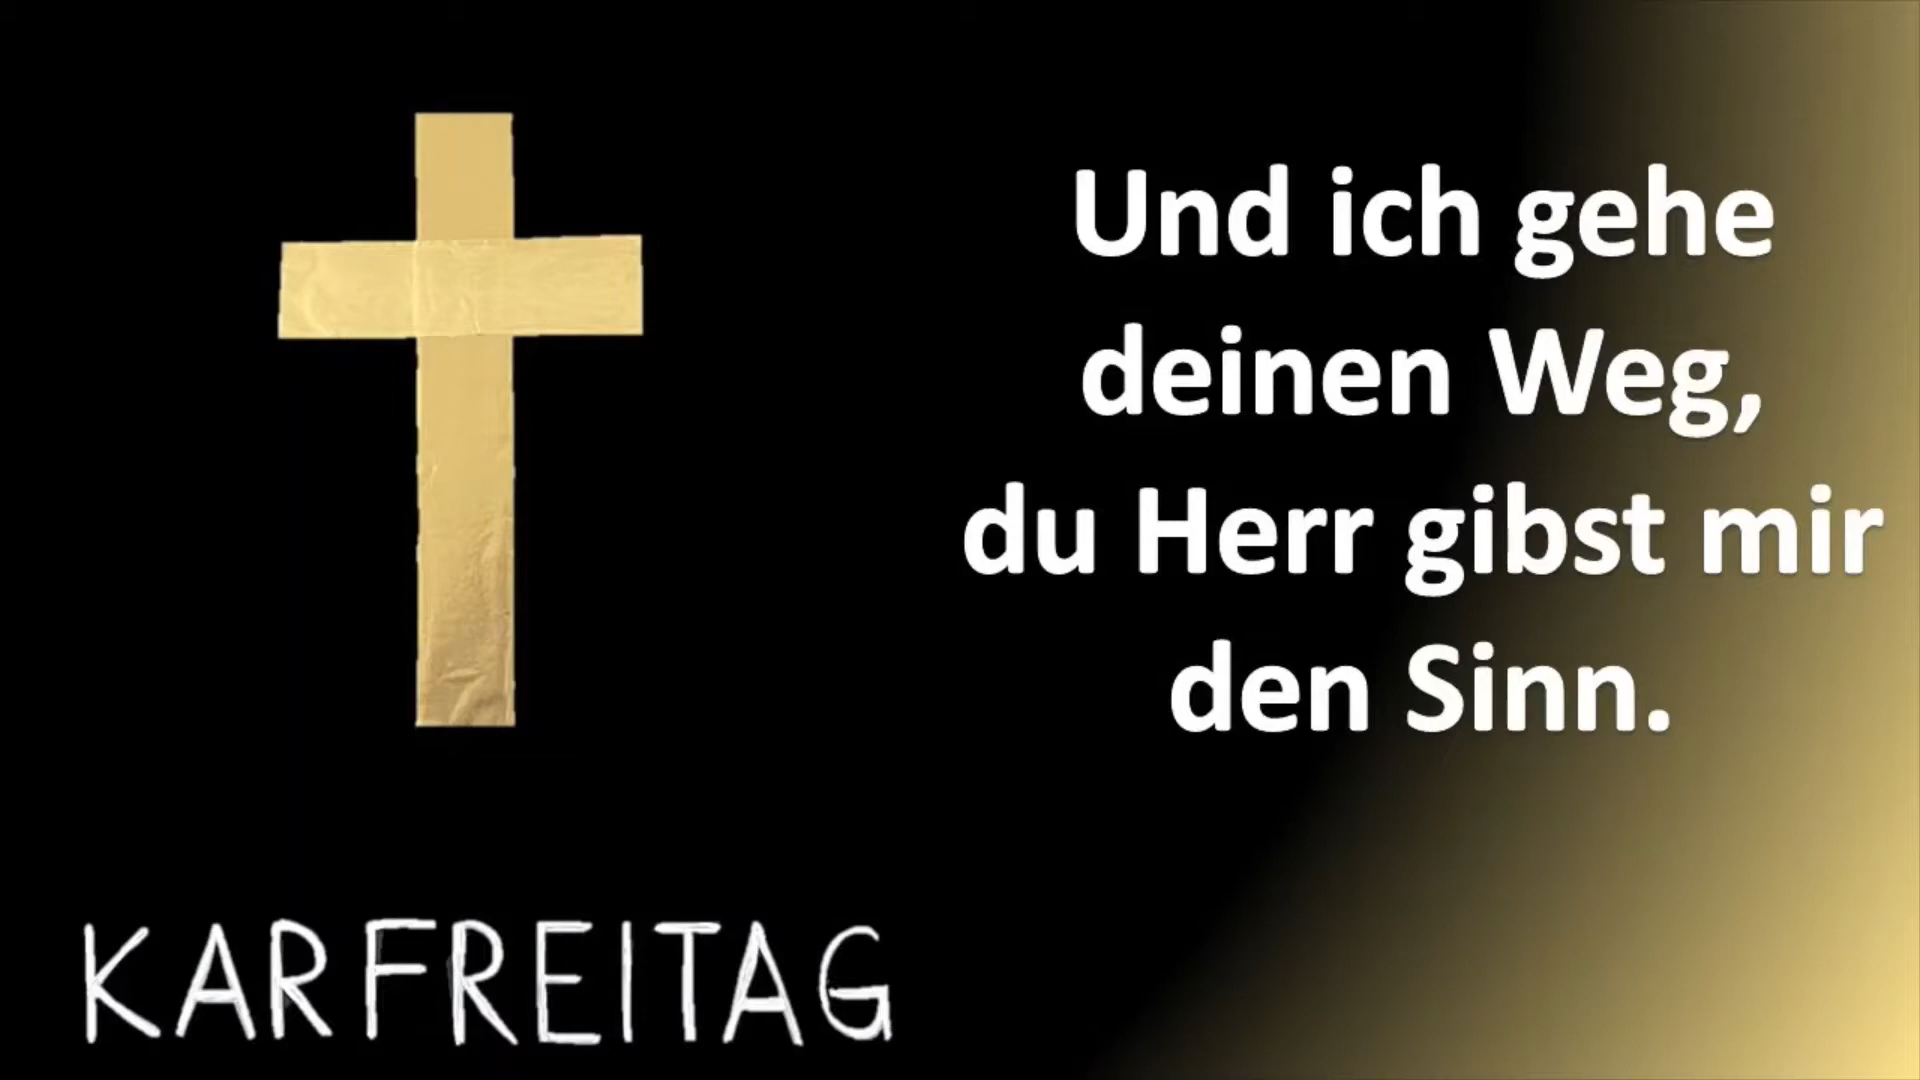 Und ich gehe
deinen Weg,
du Herr gibst mir
den Sinn.
KARFREITAG